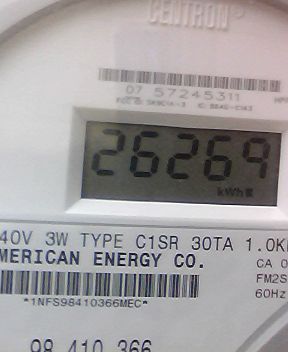 CENTRON®
07 57245311
26269
kWh
40V 3W TYPE C1SR 30TA 1.0K
MERICAN ENERGY CO.
CA 0
FM2S
60Hz
*1NFS98410366MEC*
98 410 366